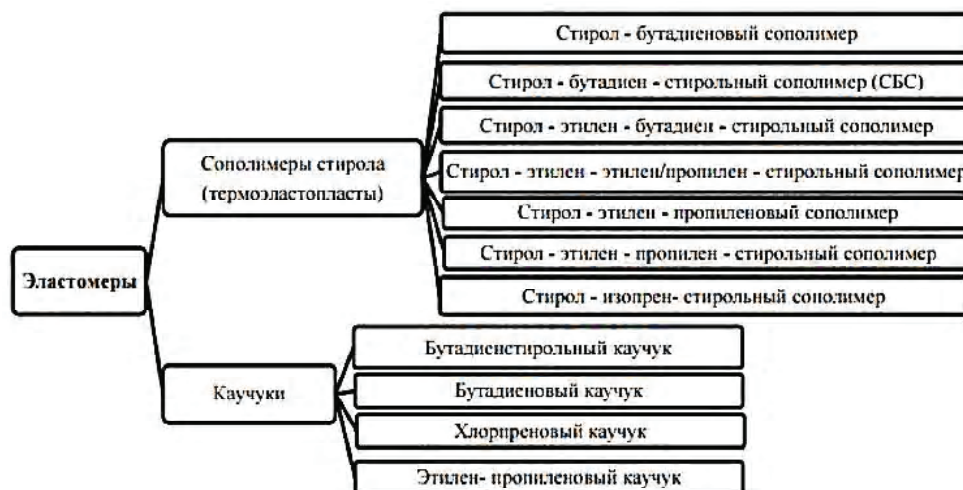 Стирол - бутадиеновый сополимер
Стирол - бутадиен - стирольный сополимер (СБС)
Стирол - этилен - бутадиен - стирольный сополимер
Стирол - этилен - этилен/пропилен - стирольный сополимер
Стирол - этилен - пропиленовый сополимер
Стирол - этилен - пропилен - стирольный сополимер
Стирол - изопрен- стирольный сополимер
Сополимеры стирола
(термоэластопласты)
Эластомеры
Каучуки
Бутадиенстирольный каучук
Бутадиеновый каучук
Хлорпреновый каучук
Этилен- пропиленовый каучук